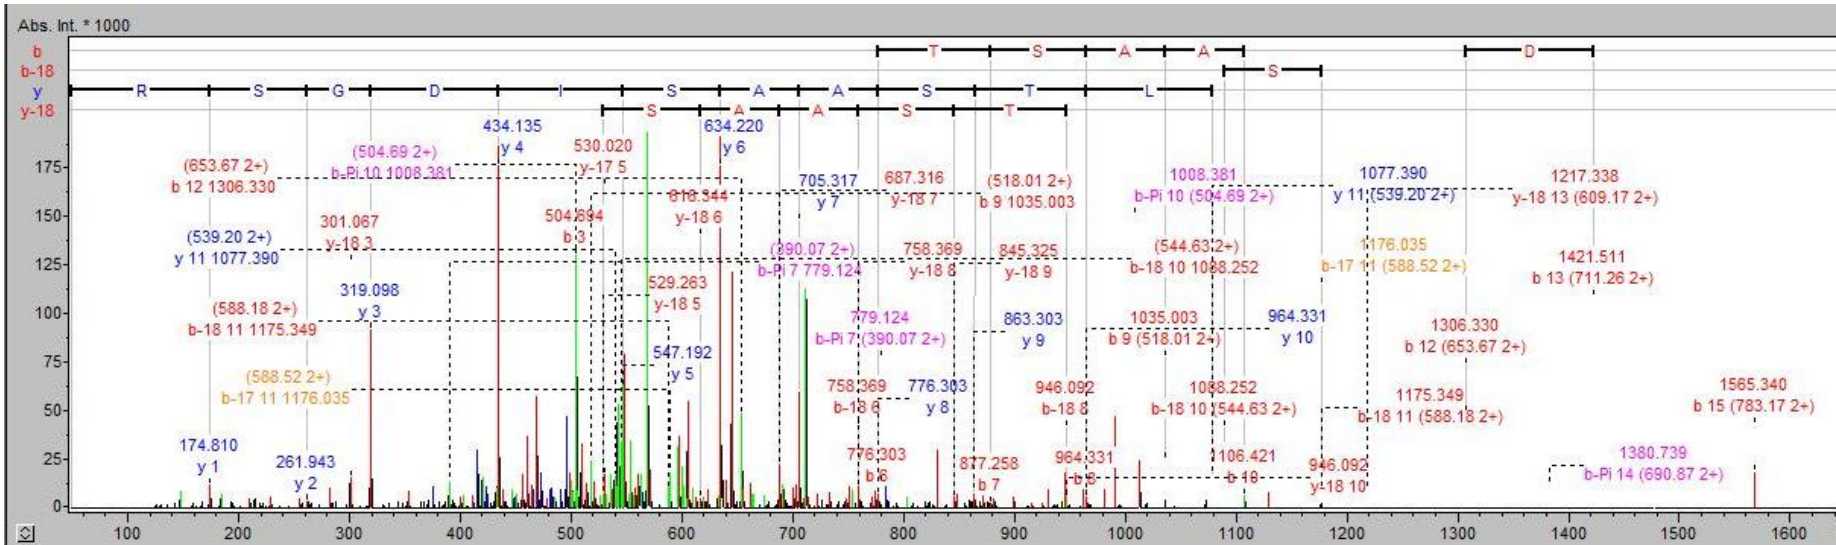 Abs. Int. * 1000
b
T S A A D
b-18
S
y
R S G D I S A A S T L
y-18
S A A S T
434.135
y 4
634.220
y 6
(504.69 2+)
b-Pi 10 1008.381
530.020
y-17 5
(653.67 2+)
b 12 1306.330
705.317
y 7
687.316
y-18 7
(518.01 2+)
b 9 1035.003
1008.381
b-Pi 10 (504.69 2+)
1077.390
y 11 (539.20 2+)
1217.338
y-18 13 (609.17 2+)
616.344
y-18 6
301.067
y-18 3
504.694
b 3
(539.20 2+)
y 11 1077.390
(390.07 2+)
b-Pi 7 779.124
758.369
y-18 8
845.325
y-18 9
(544.63 2+)
b-18 10 1088.252
1176.035
b-17 11 (588.52 2+)
1421.511
b 13 (711.26 2+)
529.263
y-18 5
319.098
y 3
(588.18 2+)
b-18 11 1175.349
779.124
b-Pi 7 (390.07 2+)
863.303
y 9
1035.003
b 9 (518.01 2+)
964.331
y 10
1306.330
b 12 (653.67 2+)
547.192
y 5
(588.52 2+)
b-17 11 1176.035
758.369
b-18 6
776.303
y 8
946.092
b-18 8
1088.252
b-18 10 (544.63 2+)
1175.349
b-18 11 (588.18 2+)
1565.340
b 15 (783.17 2+)
174.810
y 1
261.943
y 2
776.303
b 6
877.258
b 7
964.331
b 8
1106.421
b 10
946.092
y-18 10
1380.739
b-Pi 14 (690.87 2+)
175
150
125
100
75
50
25
0
100 200 300 400 500 600 700 800 900 1000 1100 1200 1300 1400 1500 1600